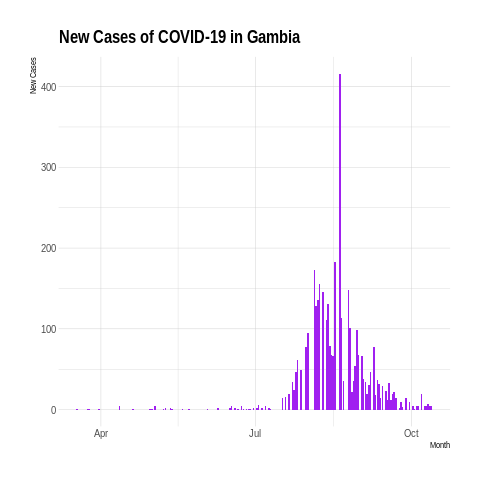 New Cases of COVID-19 in Gambia
New Cases
400
300
200
100
0
Apr
Jul
Oct
Month